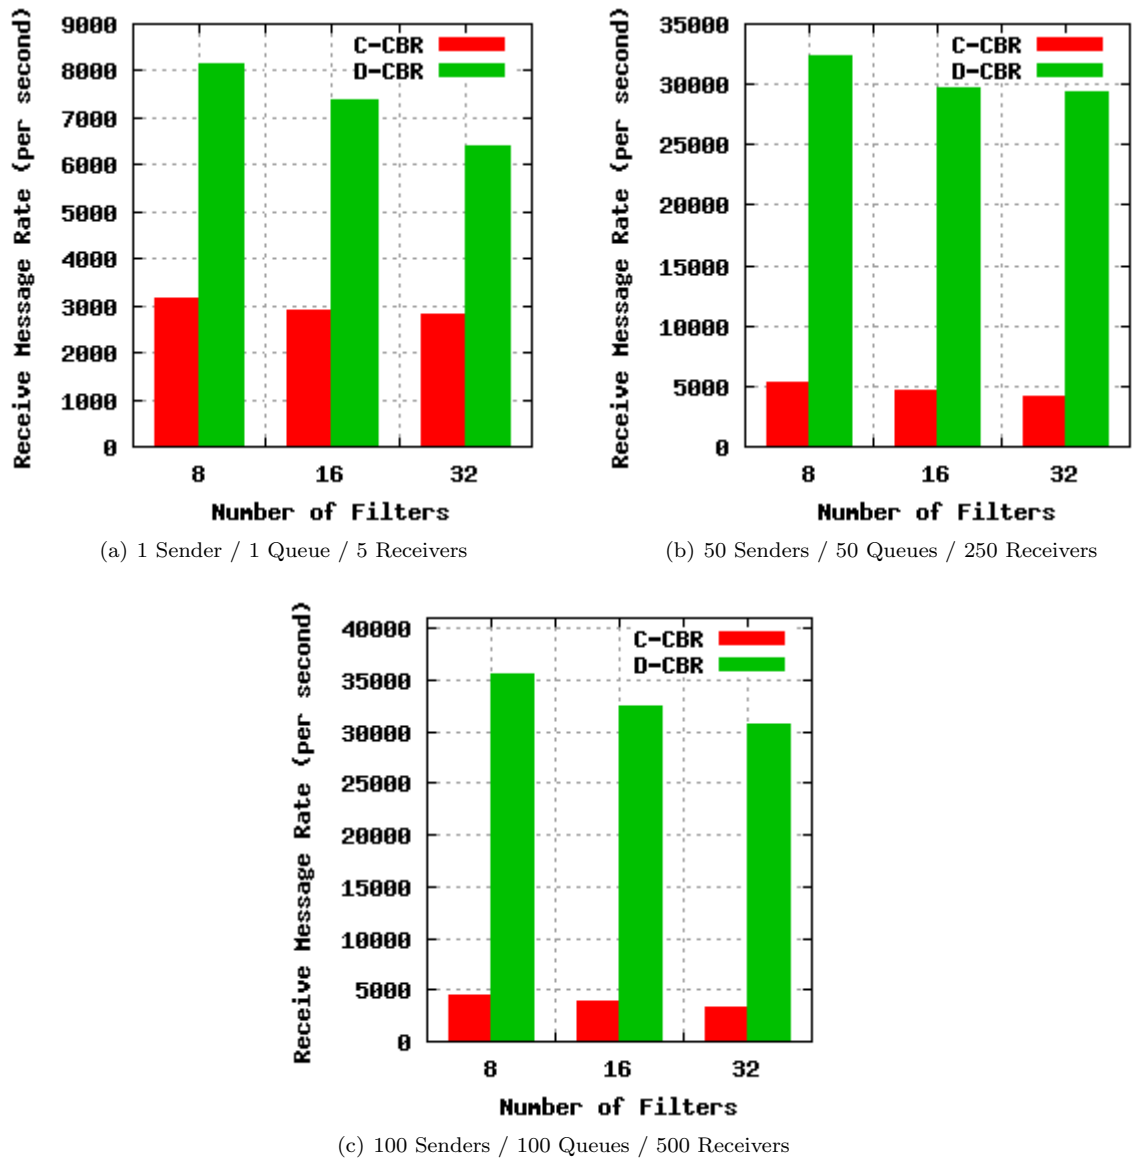 Receive Message Rate (per second)
9000
8000
7000
6000
5000
4000
3000
2000
1000
0
C-CBR
D-CBR
8 16 32
Number of Filters
(a) 1 Sender / 1 Queue / 5 Receivers
Receive Message Rate (per second)
35000
30000
25000
20000
15000
10000
5000
0
C-CBR
D-CBR
8 16 32
Number of Filters
(b) 50 Senders / 50 Queues / 250 Receivers
Receive Message Rate (per second)
40000
35000
30000
25000
20000
15000
10000
5000
0
C-CBR
D-CBR
8 16 32
Number of Filters
(c) 100 Senders / 100 Queues / 500 Receivers